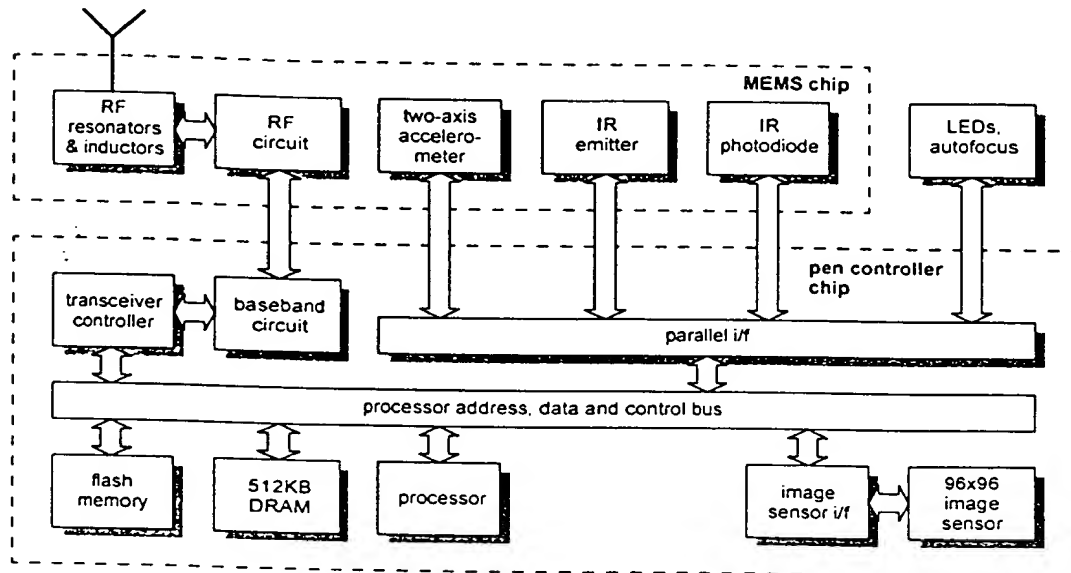 MEMS chip
RF
resonators
& inductors
RF
circuit
two-axis
accelero-
meter
IR
emitter
IR
photodiode
LEDs,
autofocus
pen controller
chip
transceiver
controller
baseband
circuit
parallel i/f
processor address, data and control bus
flash
memory
512KB
DRAM
processor
image
sensor i/f
96x96
image
sensor